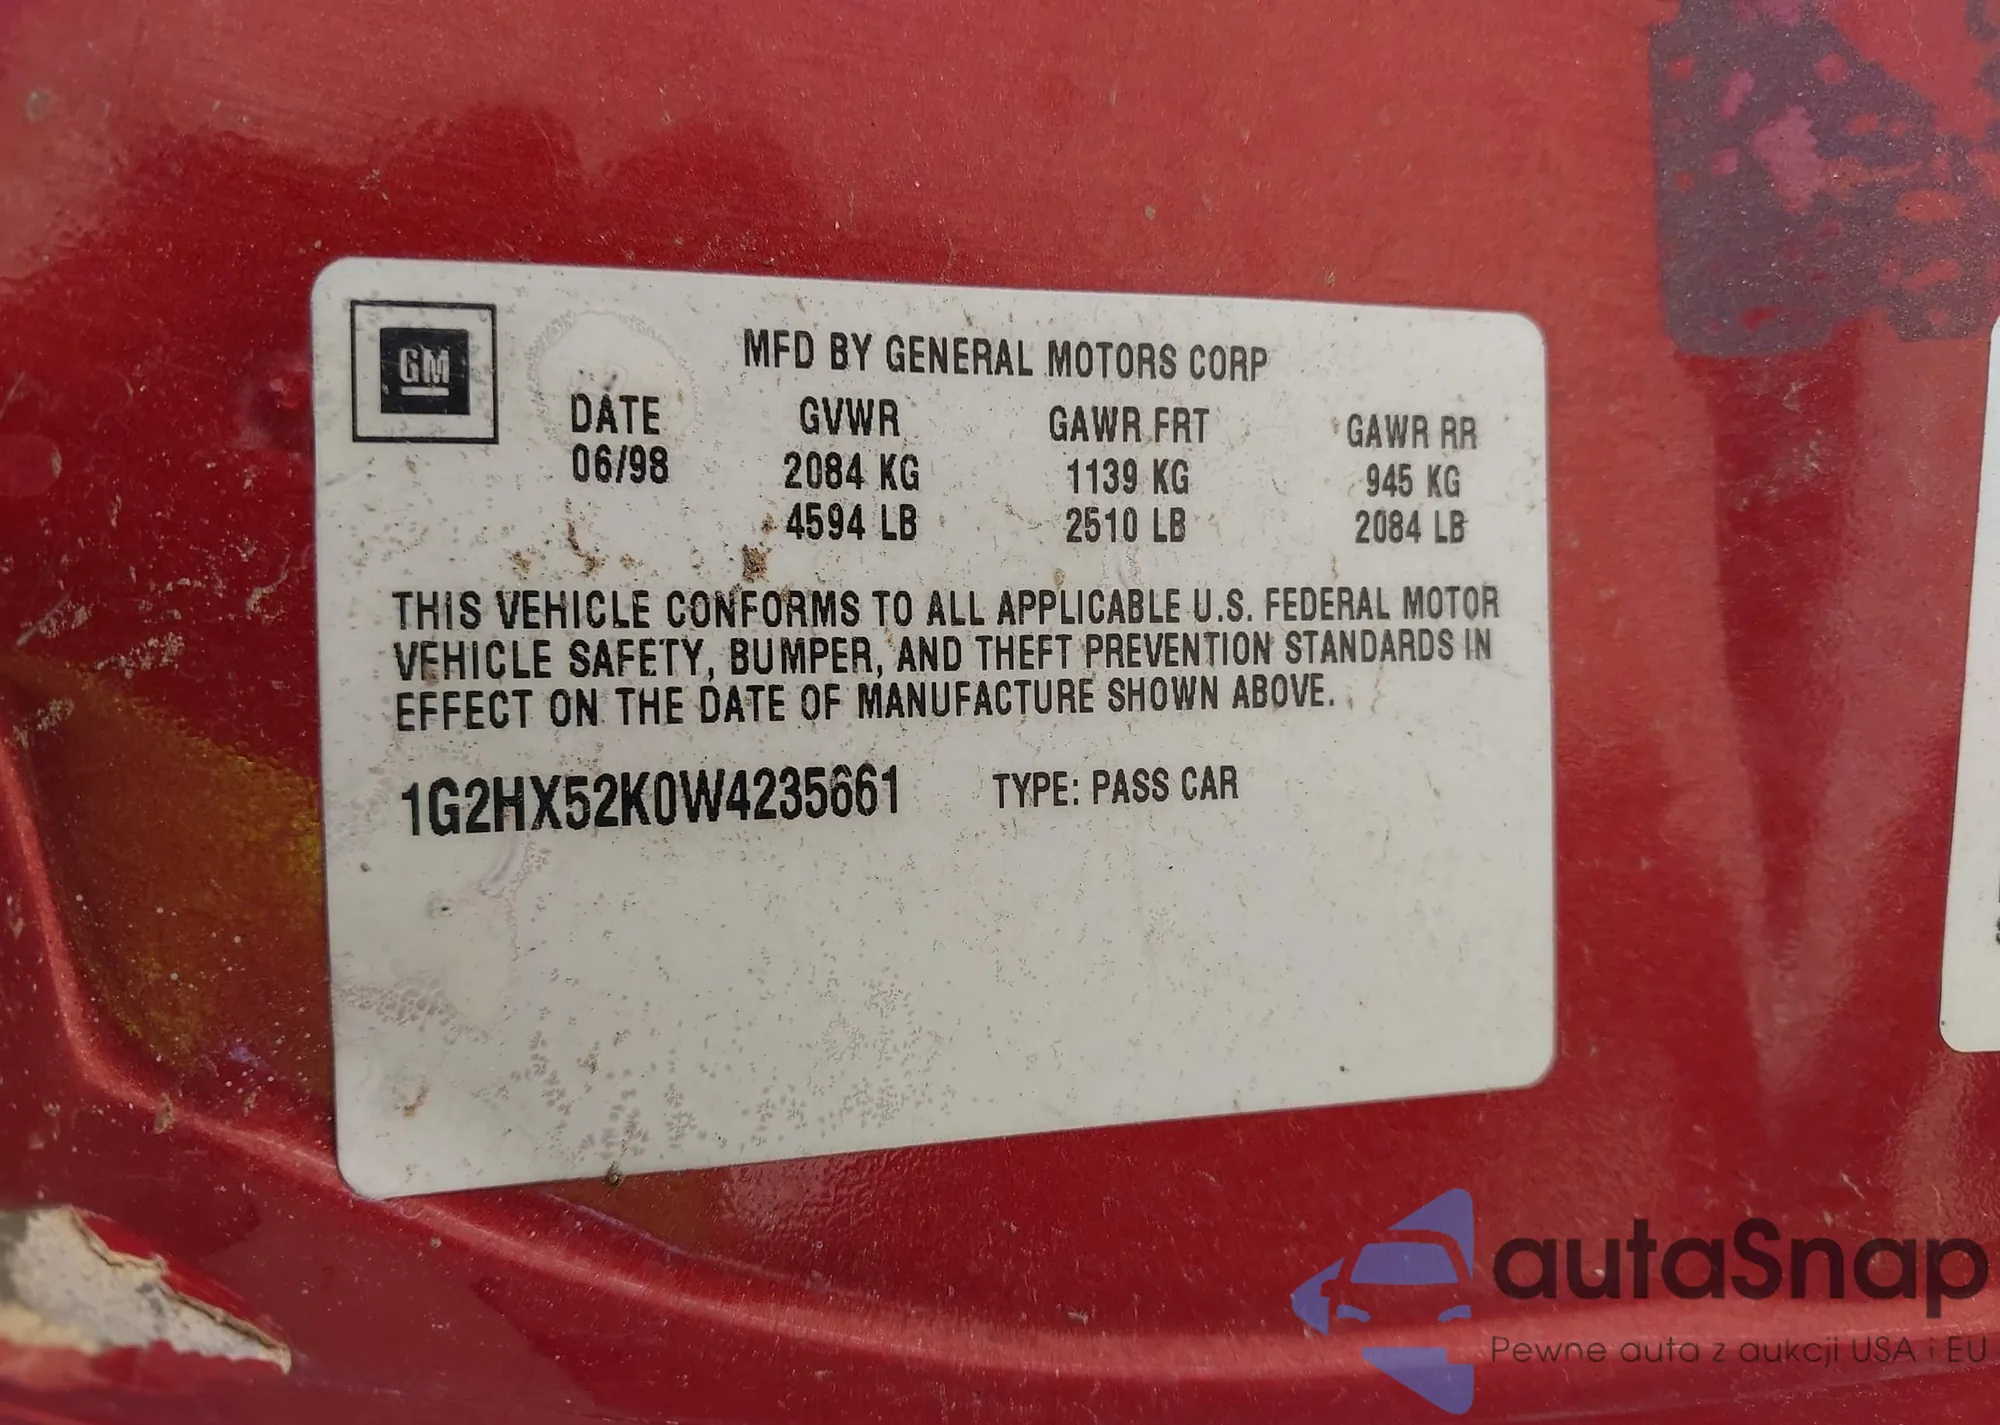 GM
MFD BY GENERAL MOTORS CORP
DATE GVWR GAWR FRT GAWR RR
06/98 2084 KG 1139 KG 945 KG
4594 LB 2510 LB 2084 LB
THIS VEHICLE CONFORMS TO ALL APPLICABLE U.S. FEDERAL MOTOR
VEHICLE SAFETY, BUMPER, AND THEFT PREVENTION STANDARDS IN
EFFECT ON THE DATE OF MANUFACTURE SHOWN ABOVE.
1G2HX52K0W4235661 TYPE: PASS CAR
autaSnap
Pewne auta z aukcji USA i EU